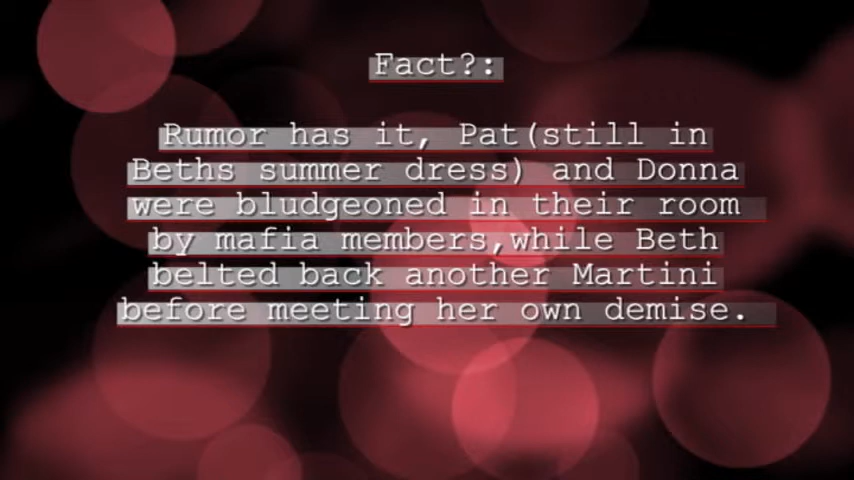 Fact?:
Rumor has it, Pat(still in
Beths summer dress) and Donna
were bludgeoned in their room
by mafia members,while Beth
belted back another Martini
before meeting her own demise.